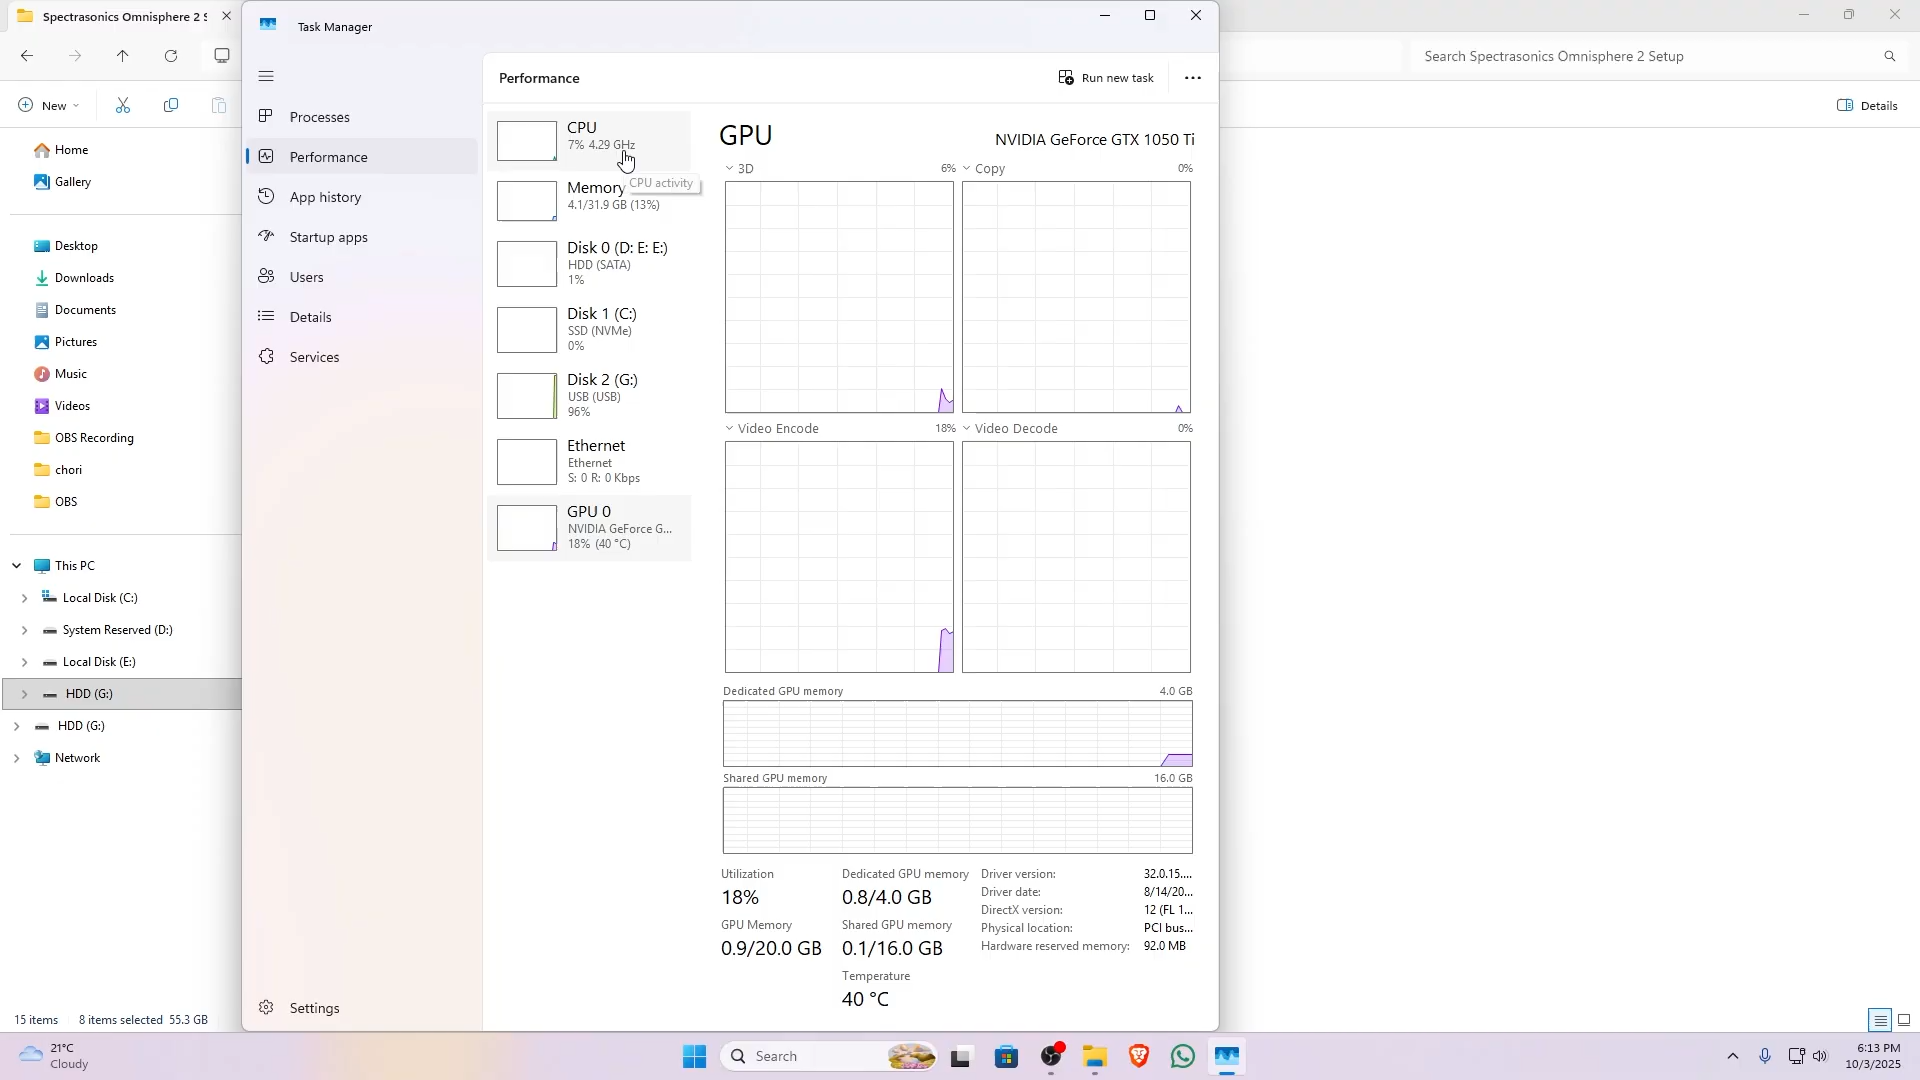 Spectrasonics Omnisphere 2 S
Task Manager
Search Spectrasonics Omnisphere 2 Setup
New
Details
Home
Gallery
Desktop
Downloads
Documents
Pictures
Music
Videos
OBS Recording
chori
OBS
This PC
Local Disk (C:)
System Reserved (D:)
Local Disk (E:)
HDD (G:)
HDD (G:)
Network
15 items 8 items selected 55.3 GB
Processes
Performance
App history
Startup apps
Users
Details
Services
Settings
Performance
Run new task
CPU
7% 4.29 GHz
CPU activity
Memory
4.1/31.9 GB (13%)
Disk 0 (D: E: E:)
HDD (SATA)
1%
Disk 1 (C:)
SSD (NVMe)
0%
Disk 2 (G:)
USB (USB)
96%
Ethernet
Ethernet
S: 0 R: 0 Kbps
GPU 0
NVIDIA GeForce G...
18% (40 °C)
GPU NVIDIA GeForce GTX 1050 Ti
3D 6% Copy 0%
Video Encode 18% Video Decode 0%
Dedicated GPU memory 4.0 GB
Shared GPU memory 16.0 GB
Utilization
18%
GPU Memory
0.9/20.0 GB
Dedicated GPU memory
0.8/4.0 GB
Shared GPU memory
0.1/16.0 GB
Temperature
40 °C
Driver version: 32.0.15....
Driver date: 8/14/20...
DirectX version: 12 (FL 1...
Physical location: PCI bus...
Hardware reserved memory: 92.0 MB
21°C
Cloudy
Search
6:13 PM
10/3/2025